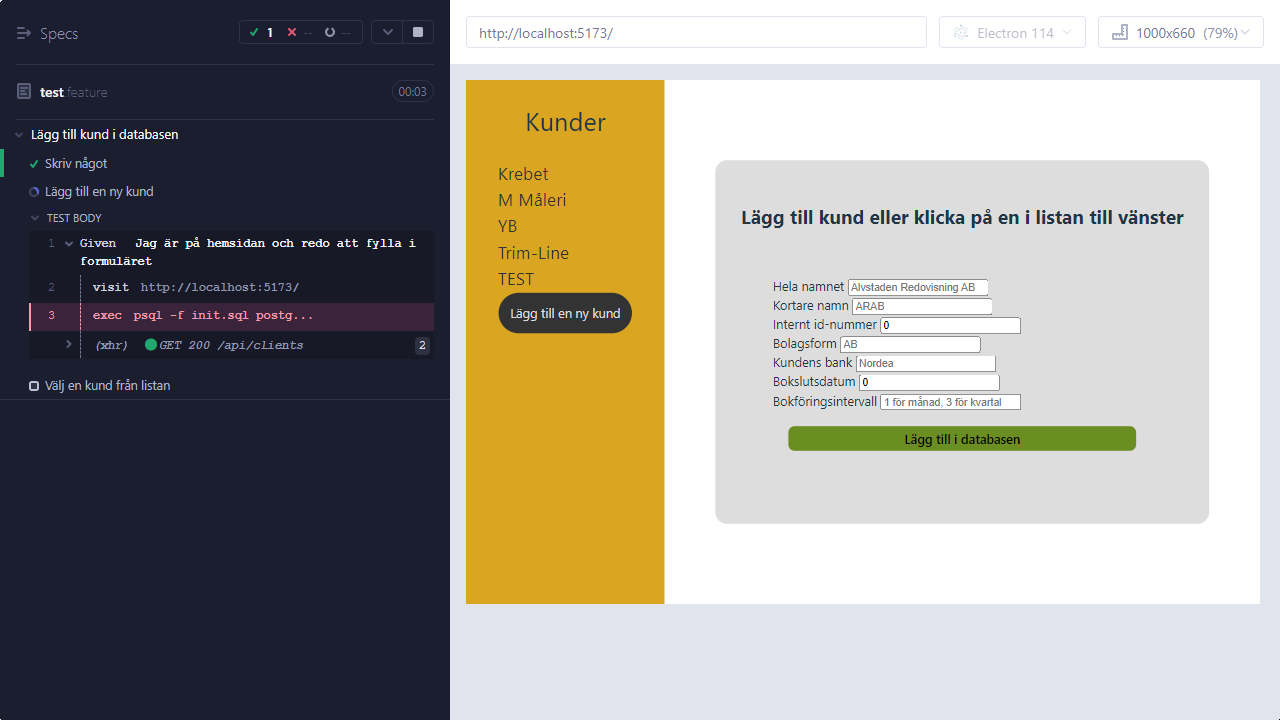 Specs
1
--
--
test.feature
00:03
Lägg till kund i databasen
Skriv något
Lägg till en ny kund
TEST BODY
1 Given Jag är på hemsidan och redo att fylla i
formuläret
2 visit http://localhost:5173/
3 exec psql -f init.sql postg...
(xhr) GET 200 /api/clients 2
Välj en kund från listan
http://localhost:5173/
Electron 114
1000x660 (79%)
Kunder
Krebet
M Måleri
YB
Trim-Line
TEST
Lägg till en ny kund
Lägg till kund eller klicka på en i listan till vänster
Hela namnet Älvstaden Redovisning AB
Kortare namn ARAB
Internt id-nummer 0
Bolagsform AB
Kundens bank Nordea
Bokslutsdatum 0
Bokföringsintervall 1 för månad, 3 för kvartal
Lägg till i databasen